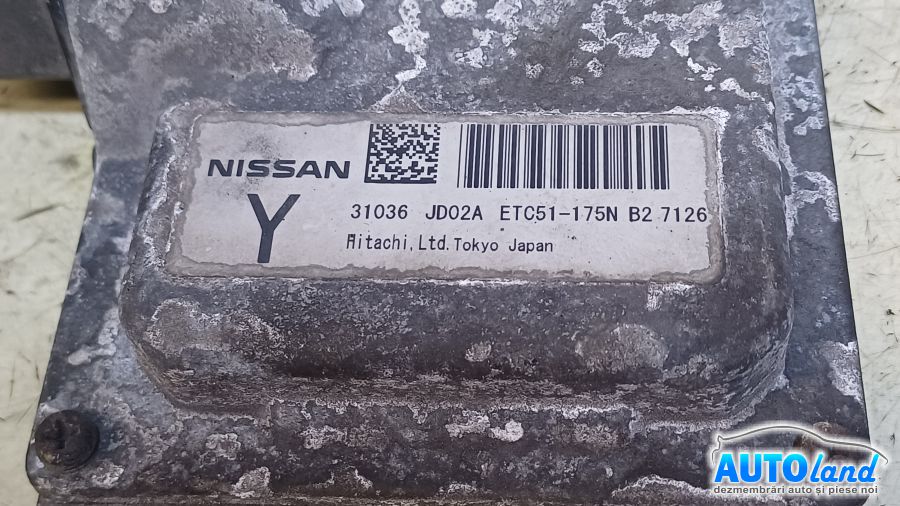 NISSAN
Y
31036 JD02A ETC51-175N B2 7126
Hitachi,Ltd.Tokyo Japan
AUTOland
dezmembrări auto și piese noi